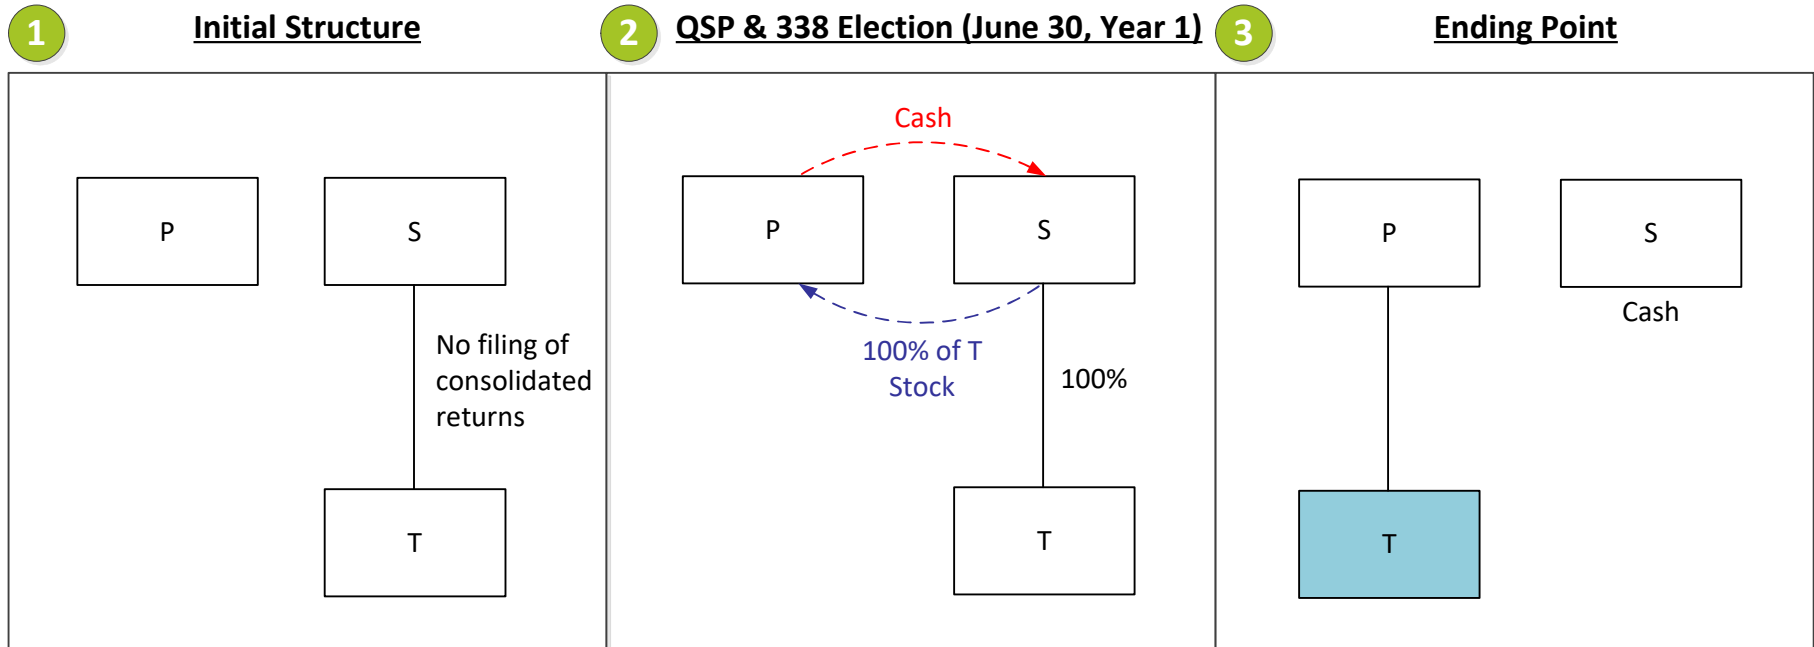 1
Initial Structure
2
QSP & 338 Election (June 30, Year 1)
3
Ending Point
P
S
No filing of
consolidated
returns
T
Cash
P
S
100% of T
Stock
100%
T
P
S
Cash
T